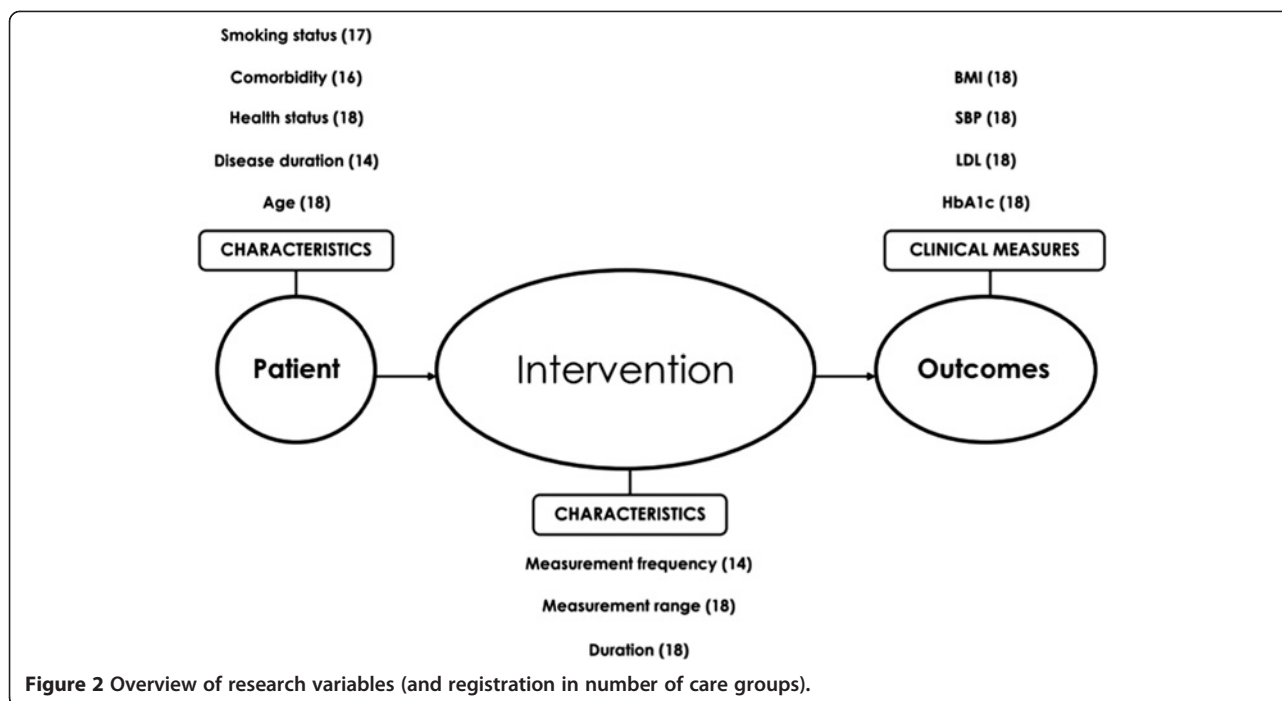 Smoking status (17)
Comorbidity (16)
Health status (18)
Disease duration (14)
Age (18)
CHARACTERISTICS
Patient
Intervention
CHARACTERISTICS
Measurement frequency (14)
Measurement range (18)
Duration (18)
BMI (18)
SBP (18)
LDL (18)
HbA1c (18)
CLINICAL MEASURES
Outcomes
Figure 2 Overview of research variables (and registration in number of care groups).